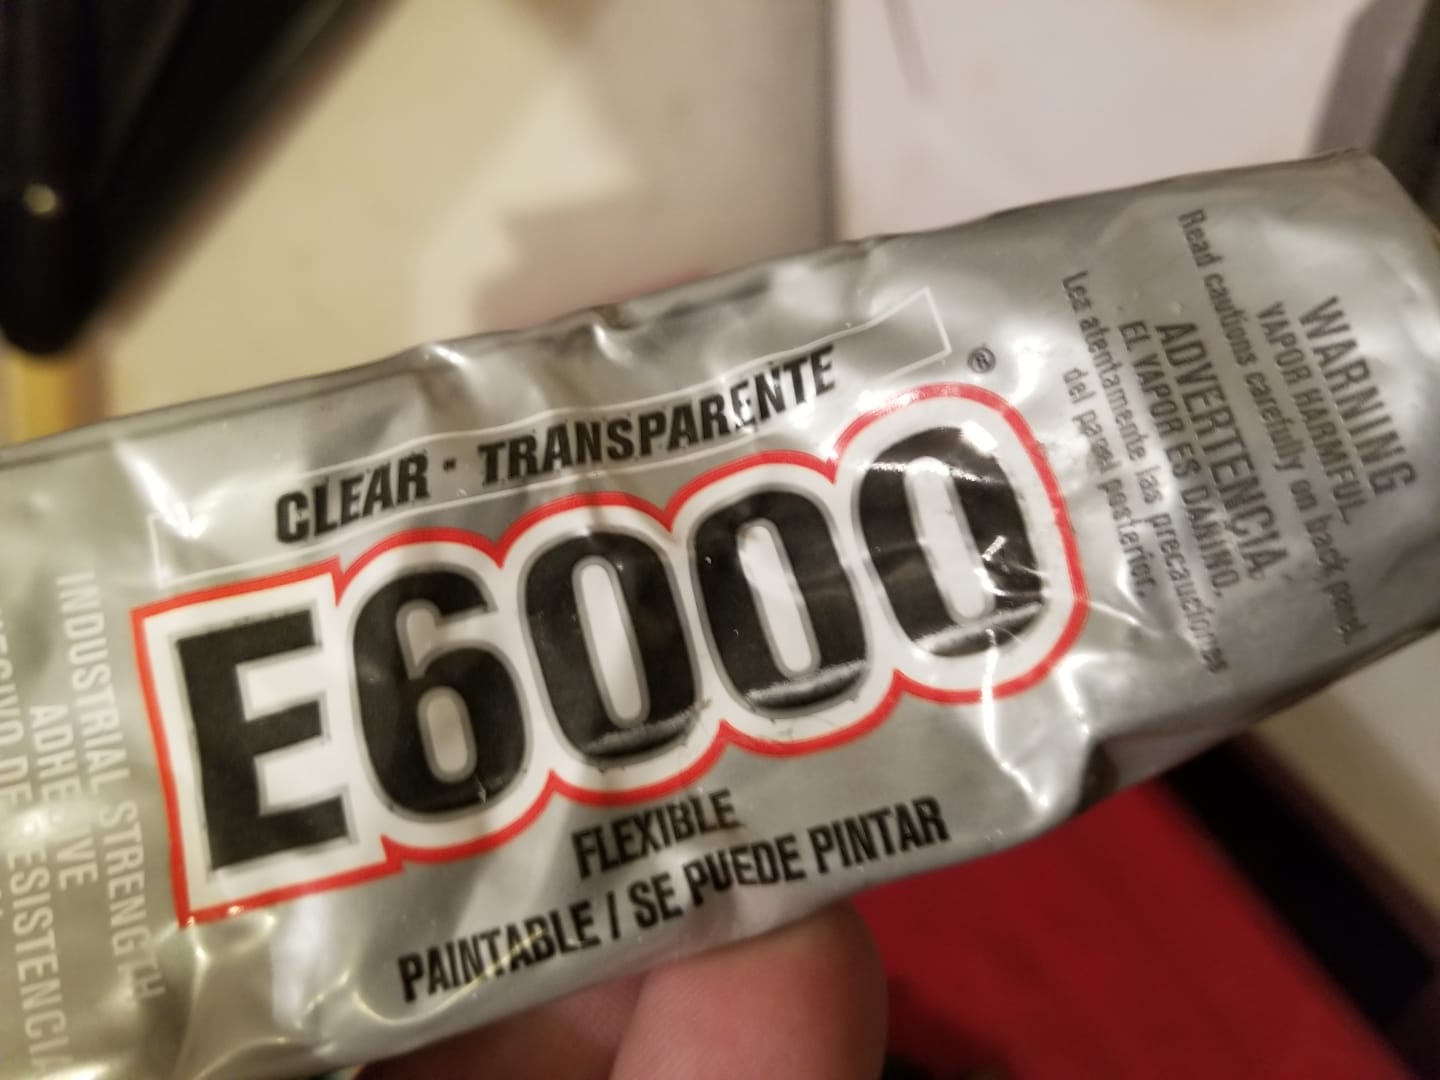 CLEAR • TRANSPARENTE
E6000®
FLEXIBLE
PAINTABLE / SE PUEDE PINTAR
INDUSTRIAL STRENGTH
DE
WARNING
VAPOR HARMFUL.
Read cautions carefully on back panel.
ADVERTENCIA
EL VAPOR ES DAÑINO.
Lea atentamente las precauciones
del panel posterior.